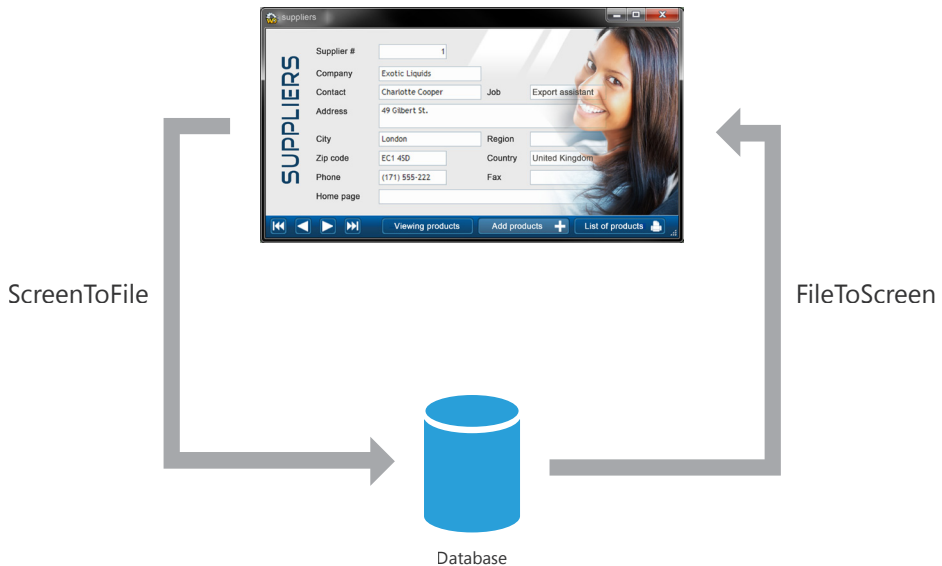 suppliers
SUPPLIERS
Supplier # 1
Company Exotic Liquids
Contact Charlotte Cooper Job Export assistant
Address 49 Gilbert St.
City London Region
Zip code EC1 4SD Country United Kingdom
Phone (171) 555-222 Fax
Home page
Viewing products Add products List of products
ScreenToFile FileToScreen
Database